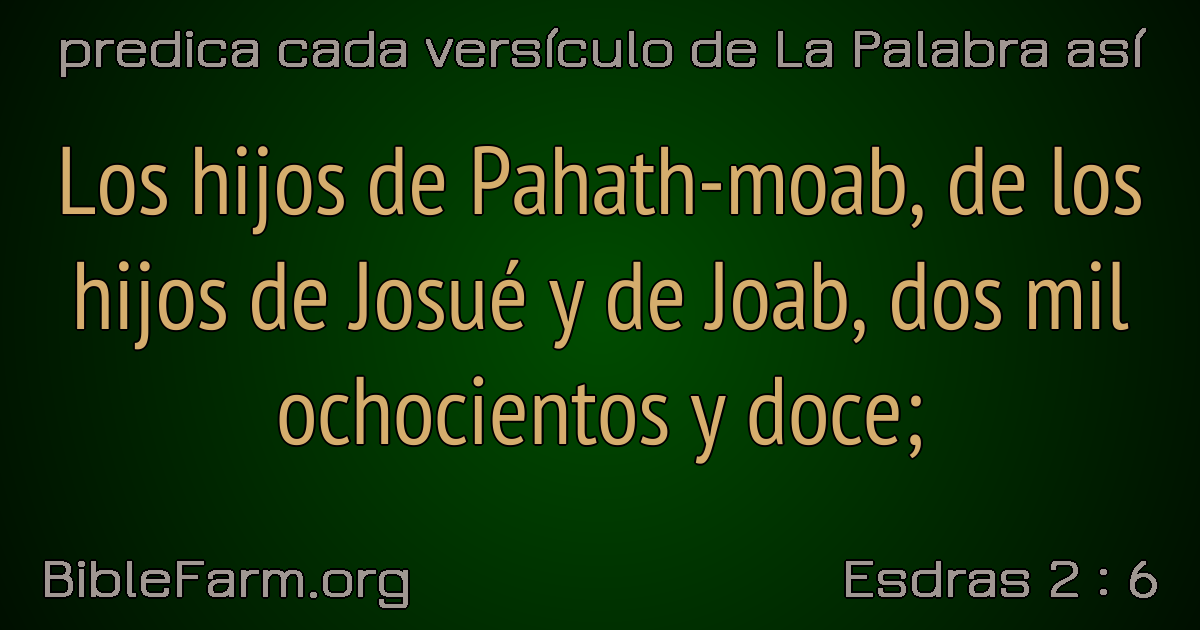 predica cada versículo de La Palabra así
Los hijos de Pahath-moab, de los
hijos de Josué y de Joab, dos mil
ochocientos y doce;
BibleFarm.org
Esdras 2 : 6